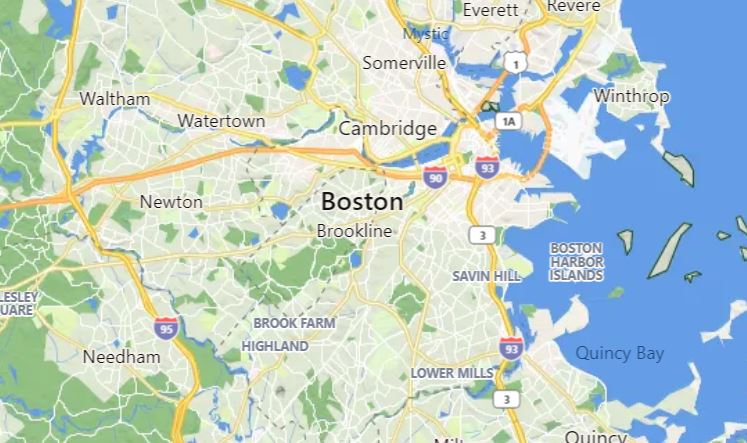 Everett
Revere
Mystic
Somerville
1
Waltham
Winthrop
Watertown
1A
Cambridge
93
90
Newton
Boston
Brookline
3
BOSTON
HARBOR
ISLANDS
SAVIN HILL
LESLEY
UARE
95
BROOK FARM
HIGHLAND
93
Quincy Bay
Needham
LOWER MILLS
3
Quincy